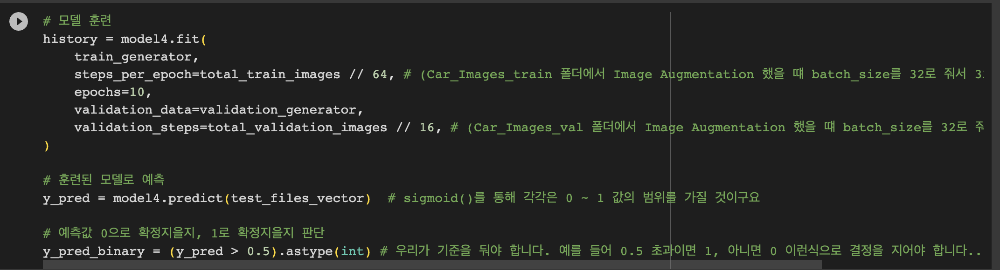 # 모델 훈련
history = model4.fit(
    train_generator,
    steps_per_epoch=total_train_images // 64, # (Car_Images_train 폴더에서 Image Augmentation 했을 떄 batch_size를 32로 줘서
    epochs=10,
    validation_data=validation_generator,
    validation_steps=total_validation_images // 16, # (Car_Images_val 폴더에서 Image Augmentation 했을 떄 batch_size를 32로
)
# 훈련된 모델로 예측
y_pred = model4.predict(test_files_vector)  # sigmoid()를 통해 각각은 0 ~ 1 값의 범위를 가질 것이구요
# 예측값 0으로 확정지을지, 1로 확정지을지 판단
y_pred_binary = (y_pred > 0.5).astype(int) # 우리가 기준을 둬야 합니다. 예를 들어 0.5 초과이면 1, 아니면 0 이런식으로 결정을 지어야 합니다..